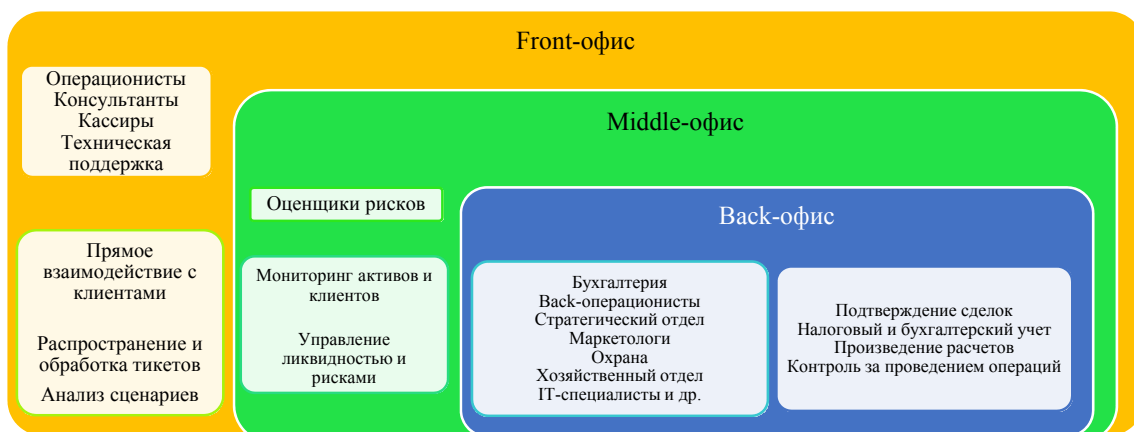 Front-офис
Операционисты
Консультанты
Кассиры
Техническая
поддержка
Прямое
взаимодействие с
клиентами
Распространение и
обработка тикетов
Анализ сценариев
Middle-офис
Оценщики рисков
Мониторинг активов и
клиентов
Управление
ликвидностью и
рисками
Back-офис
Бухгалтерия
Back-операционисты
Стратегический отдел
Маркетологи
Охрана
Хозяйственный отдел
IT-специалисты и др.
Подтверждение сделок
Налоговый и бухгалтерский учет
Произведение расчетов
Контроль за проведением операций